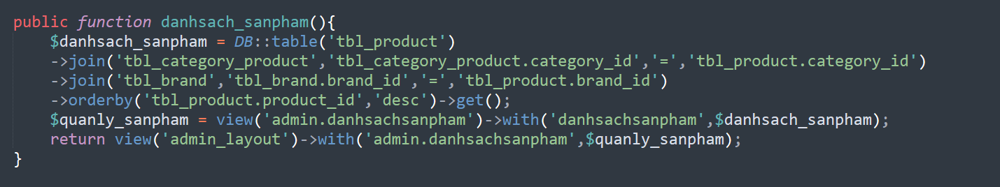 public function danhsach_sanpham(){
$danhsach_sanpham = DB::table('tbl_product')
->join('tbl_category_product','tbl_category_product.category_id','=','tbl_product.category_id')
->join('tbl_brand','tbl_brand.brand_id','=','tbl_product.brand_id')
->orderby('tbl_product.product_id','desc')->get();
$quanly_sanpham = view('admin.danhsachsanpham')->with('danhsachsanpham',$danhsach_sanpham);
return view('admin_layout')->with('admin.danhsachsanpham',$quanly_sanpham);
}